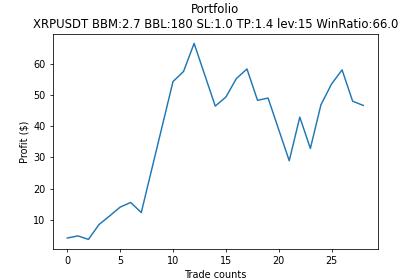 Portfolio
XRPUSDT BBM:2.7 BBL:180 SL:1.0 TP:1.4 lev:15 WinRatio:66.0
60
50
40
30
20
10
Profit ($)
0 5 10 15 20 25
Trade counts